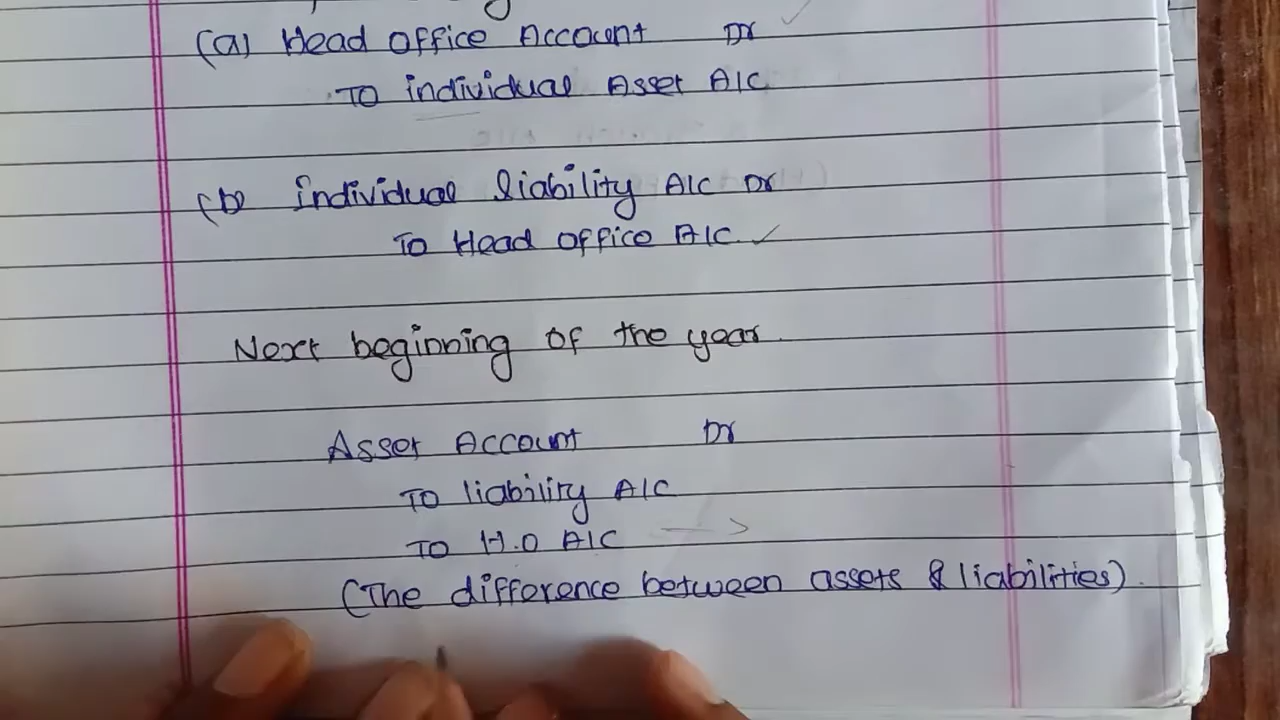 (a) Head office Account Dr
To individual Asset A/C
(b) Individual liability A/C Dr
To Head office A/C
Next beginning of the year.
Asset Account Dr
To liability A/C
To H.O A/C
(The difference between assets & liabilities).